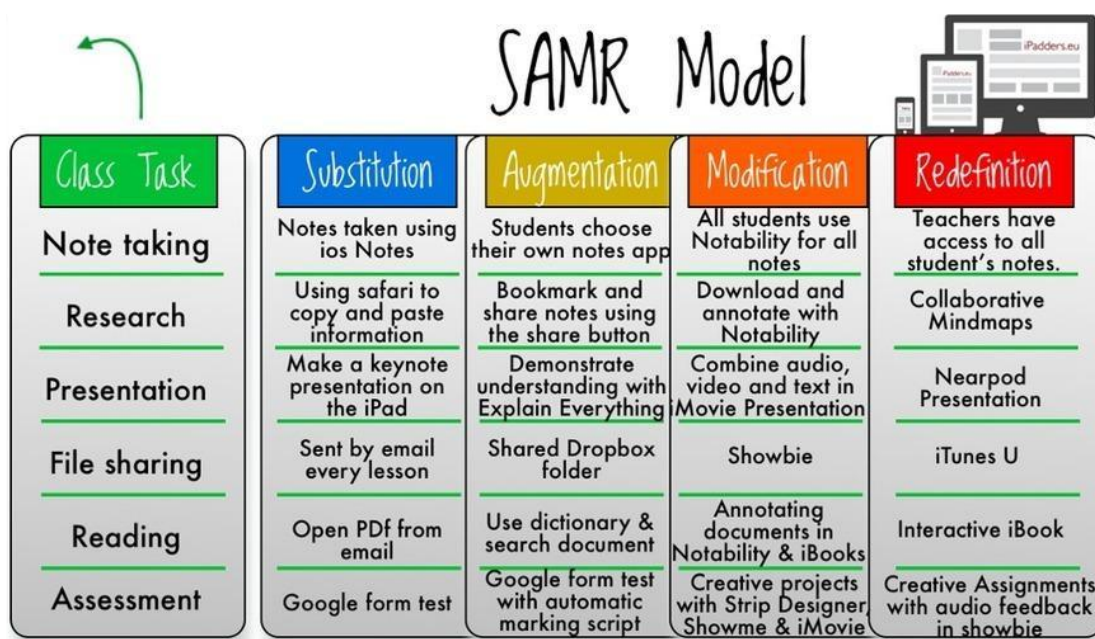 SAMR Model
iPadders.eu
iPadders.eu
Class Task
Substitution
Augmentation
Modification
Redefinition
Note taking
Notes taken using
ios Notes
Students choose
their own notes app
All students use
Notability for all
notes
Teachers have
access to all
student's notes.
Research
Using safari to
copy and paste
information
Bookmark and
share notes using
the share button
Download and
annotate with
Notability
Collaborative
Mindmaps
Presentation
Make a keynote
presentation on
the iPad
Demonstrate
understanding with
Explain Everything
Combine audio,
video and text in
iMovie Presentation
Nearpod
Presentation
File sharing
Sent by email
every lesson
Shared Dropbox
folder
Showbie
iTunes U
Reading
Open PDf from
email
Use dictionary &
search document
Annotating
documents in
Notability & iBooks
Interactive iBook
Assessment
Google form test
Google form test
with automatic
marking script
Creative projects
with Strip Designer,
Showme & iMovie
Creative Assignments
with audio feedback
in showbie